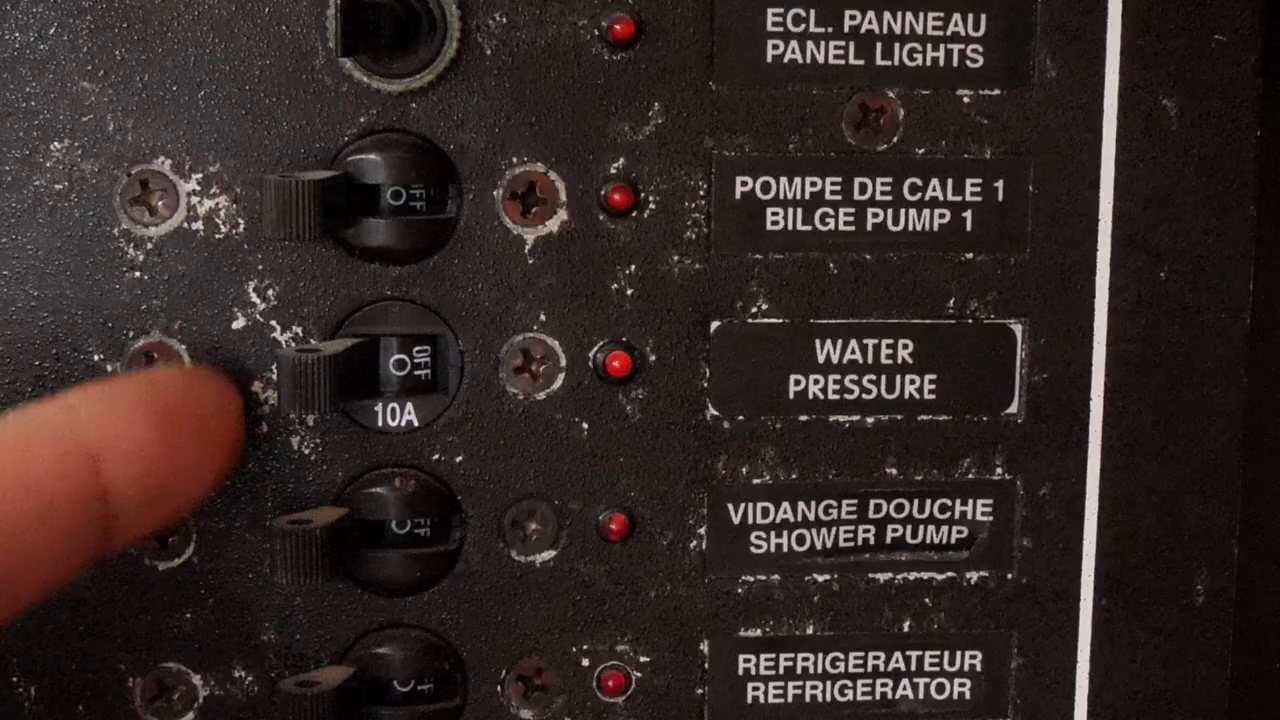 ECL. PANNEAU
PANEL LIGHTS
OFF
POMPE DE CALE 1
BILGE PUMP 1
OFF
10A
WATER
PRESSURE
OFF
VIDANGE DOUCHE
SHOWER PUMP
REFRIGERATEUR
REFRIGERATOR